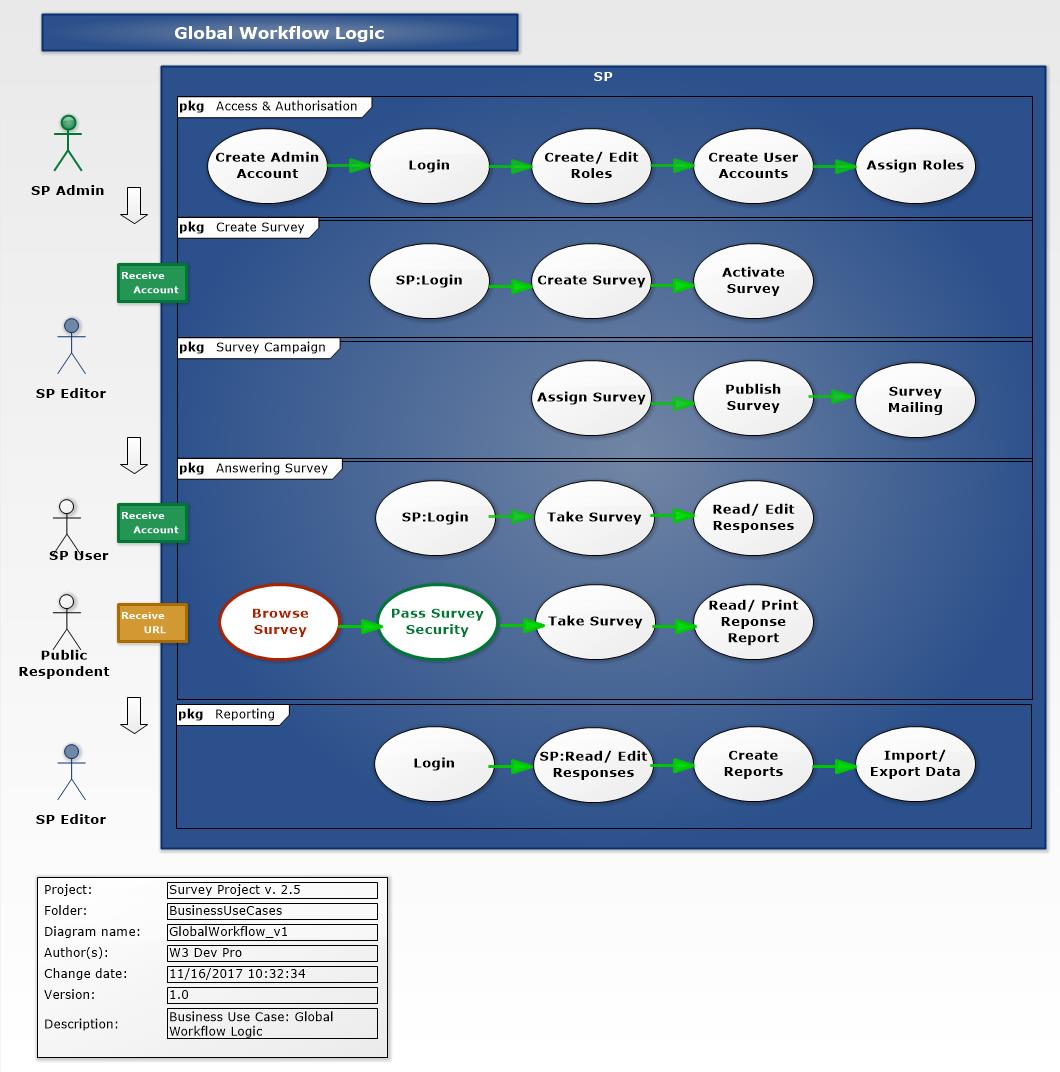 Global Workflow Logic
SP
pkg Access & Authorisation
Create Admin
Account
Login
Create/ Edit
Roles
Create User
Accounts
Assign Roles
SP Admin
pkg Create Survey
Receive
Account
SP:Login
Create Survey
Activate
Survey
SP Editor
pkg Survey Campaign
Assign Survey
Publish
Survey
Survey
Mailing
pkg Answering Survey
SP User
Receive
Account
SP:Login
Take Survey
Read/ Edit
Responses
Public
Respondent
Receive
URL
Browse
Survey
Pass Survey
Security
Take Survey
Read/ Print
Reponse
Report
pkg Reporting
SP Editor
Login
SP:Read/ Edit
Responses
Create
Reports
Import/
Export Data
Project: Survey Project v. 2.5
Folder: BusinessUseCases
Diagram name: GlobalWorkflow_v1
Author(s): W3 Dev Pro
Change date: 11/16/2017 10:32:34
Version: 1.0
Description: Business Use Case: Global
Workflow Logic